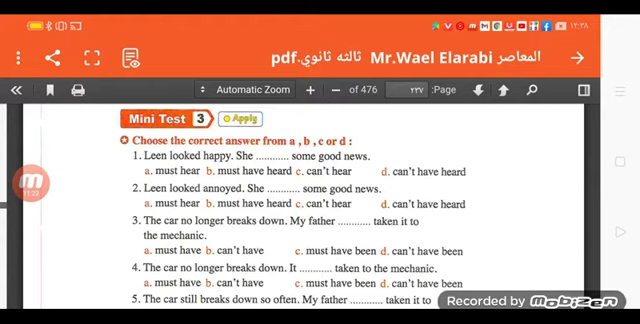 ١٢:٣٨
المعاصر Mr.Wael Elarabi ثالثه ثانوي.pdf
Automatic Zoom of 476 ٢٣٧ :Page
Mini Test 3 Apply
Choose the correct answer from a , b , c or d :
1. Leen looked happy. She ............ some good news.
a. must hear b. must have heard c. can't hear d. can't have heard
2. Leen looked annoyed. She ............ some good news.
a. must hear b. must have heard c. can't hear d. can't have heard
3. The car no longer breaks down. My father ............ taken it to
the mechanic.
a. must have b. can't have c. must have been d. can't have been
4. The car no longer breaks down. It ............ taken to the mechanic.
a. must have b. can't have c. must have been d. can't have been
5. The car still breaks down so often. My father ............ taken it to
M
11:23
Recorded by Mobizen